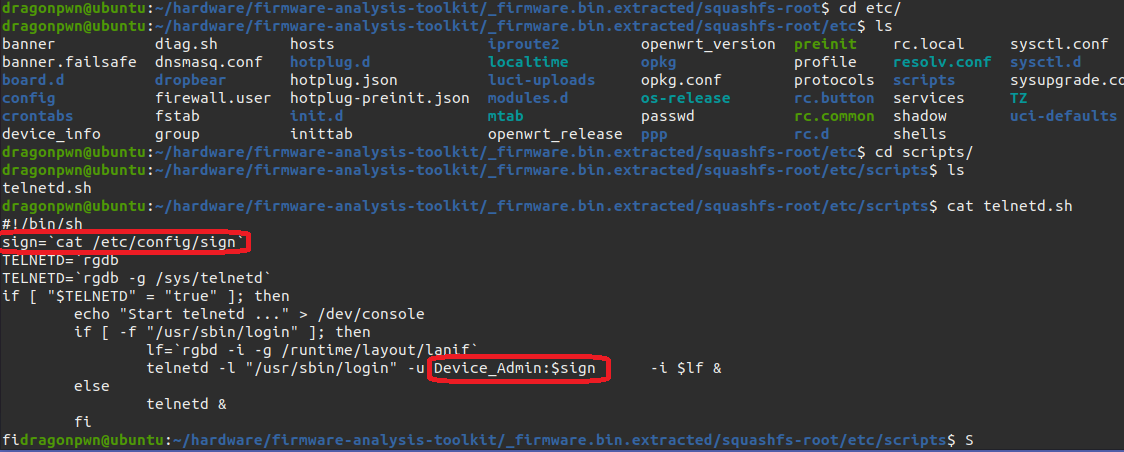 dragonpwn@ubuntu:~/hardware/firmware-analysis-toolkit/_firmware.bin.extracted/squashfs-root$ cd etc/
dragonpwn@ubuntu:~/hardware/firmware-analysis-toolkit/_firmware.bin.extracted/squashfs-root/etc$ ls
banner diag.sh hosts iproute2 openwrt_version preinit rc.local sysctl.conf
banner.failsafe dnsmasq.conf hotplug.d localtime opkg profile resolv.conf sysctl.d
board.d dropbear hotplug.json luci-uploads opkg.conf protocols scripts sysupgrade.co
config firewall.user hotplug-preinit.json modules.d os-release rc.button services TZ
crontabs fstab init.d mtab passwd rc.common shadow uci-defaults
device_info group inittab openwrt_release ppp rc.d shells
dragonpwn@ubuntu:~/hardware/firmware-analysis-toolkit/_firmware.bin.extracted/squashfs-root/etc$ cd scripts/
dragonpwn@ubuntu:~/hardware/firmware-analysis-toolkit/_firmware.bin.extracted/squashfs-root/etc/scripts$ ls
telnetd.sh
dragonpwn@ubuntu:~/hardware/firmware-analysis-toolkit/_firmware.bin.extracted/squashfs-root/etc/scripts$ cat telnetd.sh
#!/bin/sh
sign=`cat /etc/config/sign`
TELNETD=`rgdb
TELNETD=`rgdb -g /sys/telnetd`
if [ "$TELNETD" = "true" ]; then
        echo "Start telnetd ..." > /dev/console
        if [ -f "/usr/sbin/login" ]; then
                lf=`rgbd -i -g /runtime/layout/lanif`
                telnetd -l "/usr/sbin/login" -u Device_Admin:$sign      -i $lf &
        else
                telnetd &
        fi
fidragonpwn@ubuntu:~/hardware/firmware-analysis-toolkit/_firmware.bin.extracted/squashfs-root/etc/scripts$ S